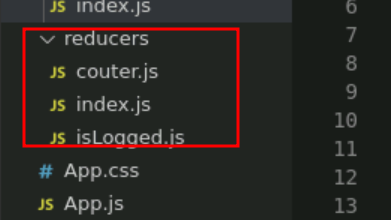 index.js
reducers
JS couter.js
JS index.js
JS isLogged.js
# App.css
JS App.js
6
7
8
9
10
11
12
13